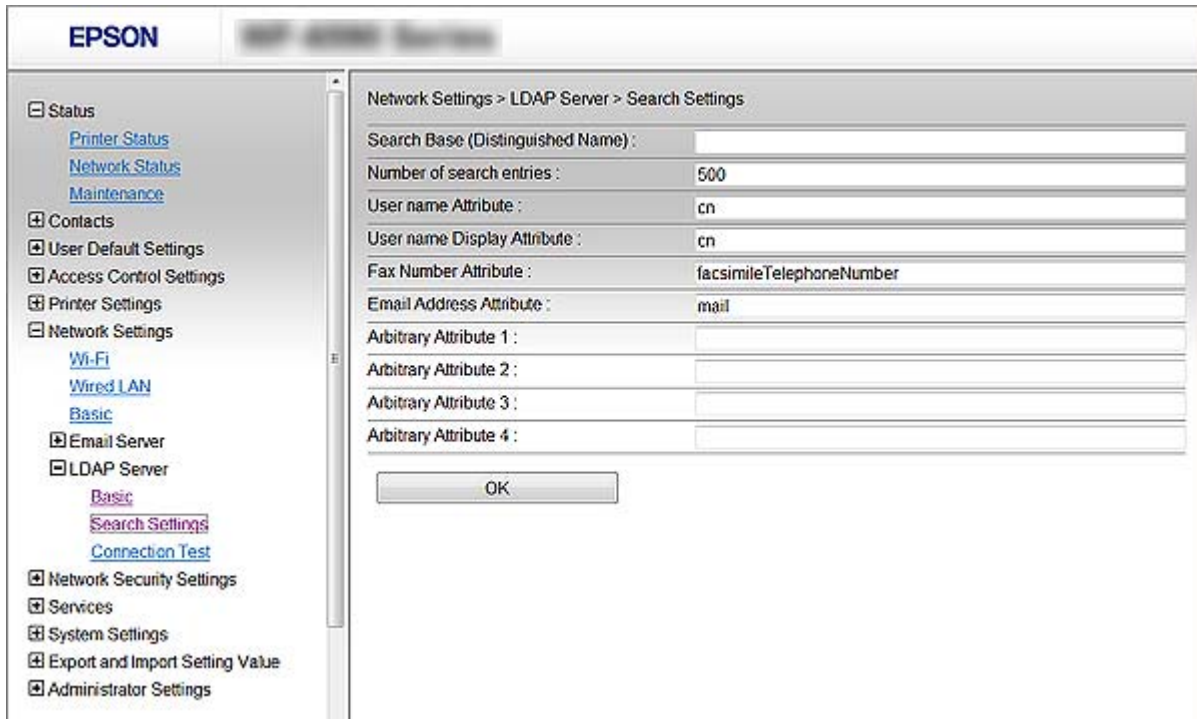 EPSON
Status
Printer Status
Network Status
Maintenance
Contacts
User Default Settings
Access Control Settings
Printer Settings
Network Settings
Wi-Fi
Wired LAN
Basic
Email Server
LDAP Server
Basic
Search Settings
Connection Test
Network Security Settings
Services
System Settings
Export and Import Setting Value
Administrator Settings
Network Settings > LDAP Server > Search Settings
Search Base (Distinguished Name) :
Number of search entries : 500
User name Attribute : cn
User name Display Attribute : cn
Fax Number Attribute : facsimileTelephoneNumber
Email Address Attribute : mail
Arbitrary Attribute 1 :
Arbitrary Attribute 2 :
Arbitrary Attribute 3 :
Arbitrary Attribute 4 :
OK